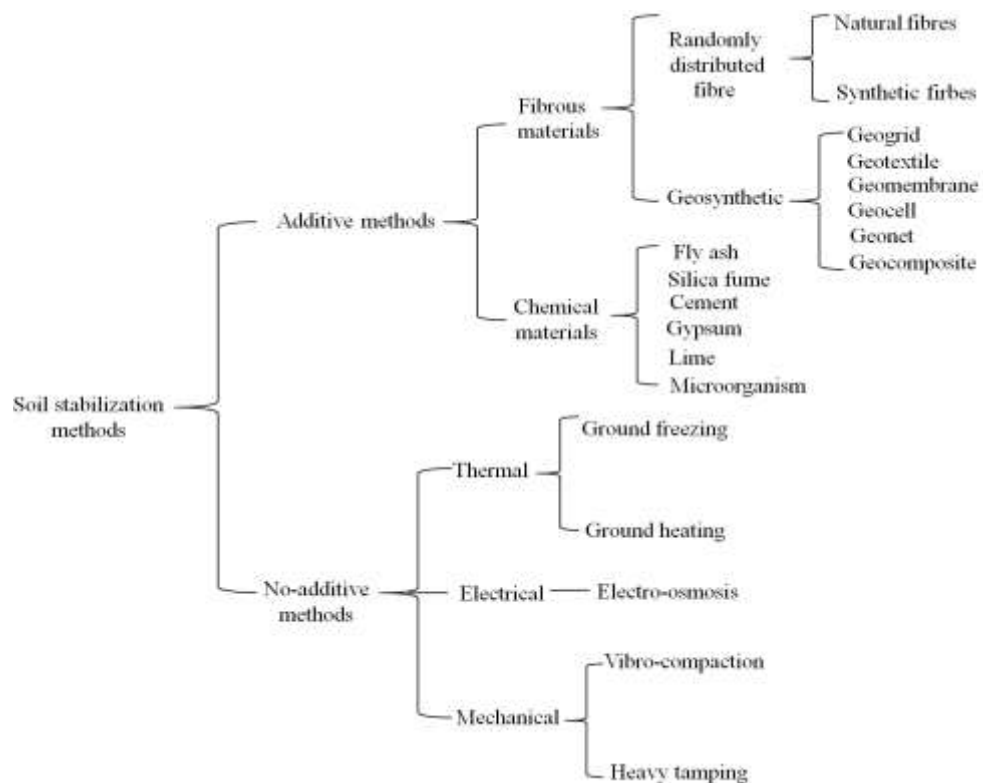 Soil stabilization
methods
Additive methods
Fibrous
materials
Randomly
distributed
fibre
Natural fibres
Synthetic firbes
Geosynthetic
Geogrid
Geotextile
Geomembrane
Geocell
Geonet
Geocomposite
Chemical
materials
Fly ash
Silica fume
Cement
Gypsum
Lime
Microorganism
No-additive
methods
Thermal
Ground freezing
Ground heating
Electrical
Electro-osmosis
Mechanical
Vibro-compaction
Heavy tamping